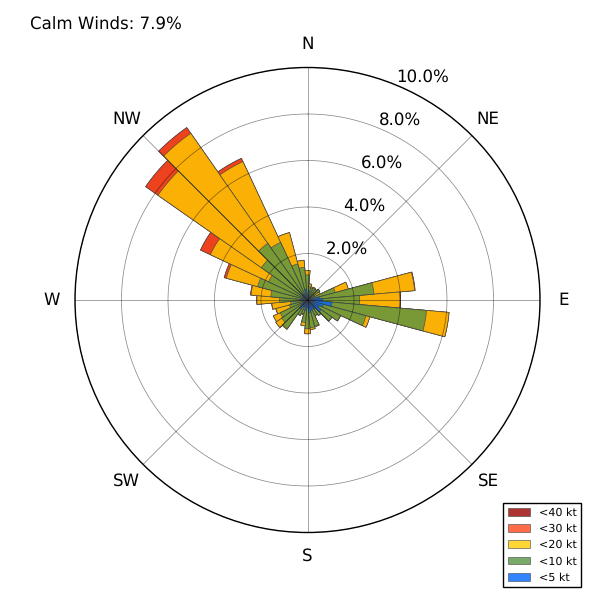 Calm Winds: 7.9%
N
10.0%
NW
8.0%
NE
6.0%
4.0%
2.0%
W
E
SW
SE
S
<40 kt
<30 kt
<20 kt
<10 kt
<5 kt